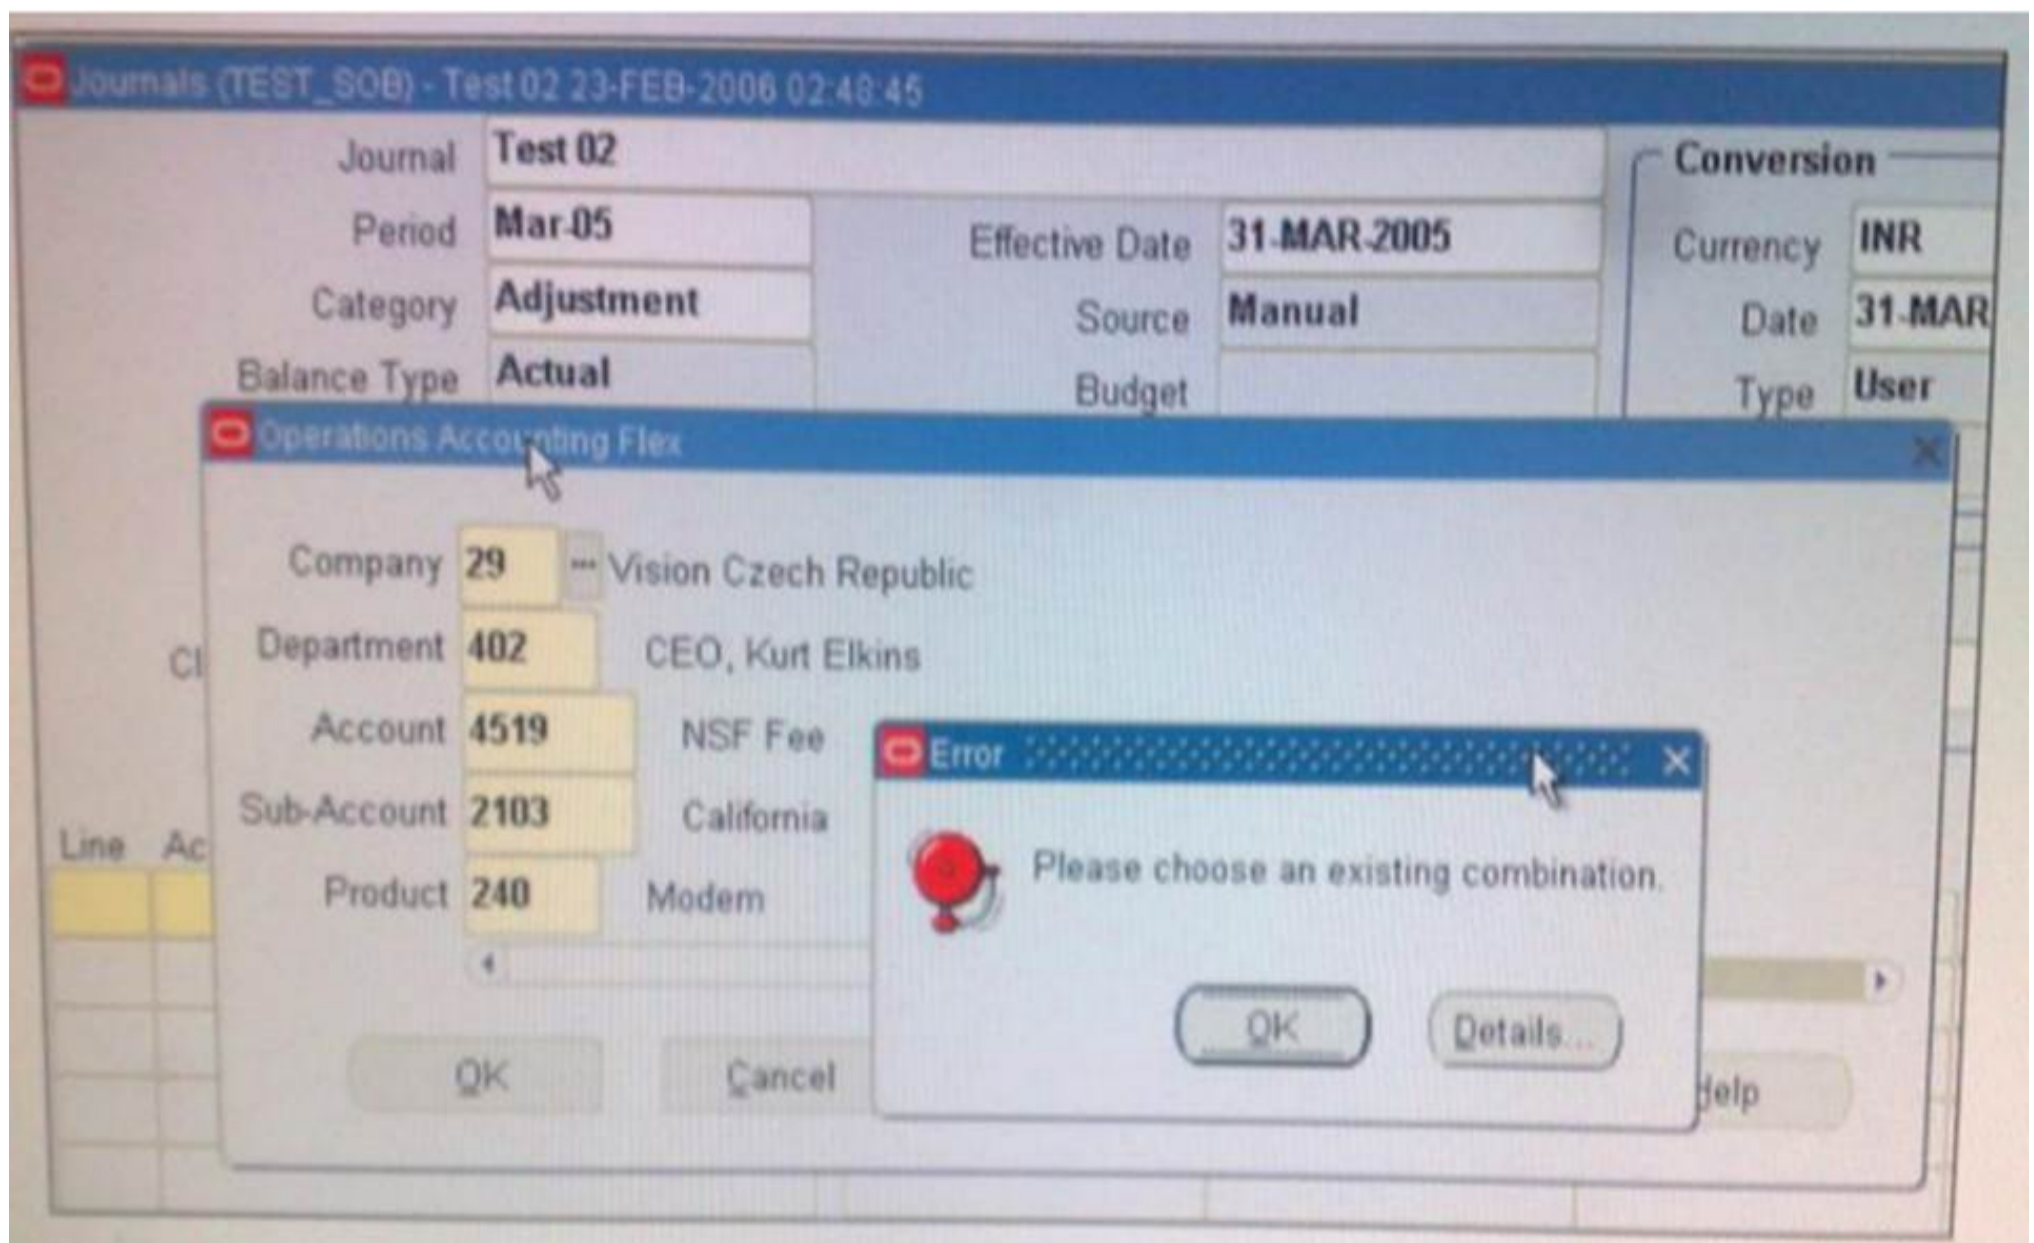 Journals (TEST_SOB) - Test 02 23-FEB-2006 02:48:45
Journal Test 02
Conversion
Period Mar-05 Effective Date 31-MAR-2005 Currency INR
Category Adjustment Source Manual Date 31-MAR
Balance Type Actual Budget Type User
Operations Accounting Flex
Company 29 ... Vision Czech Republic
Cl Department 402 CEO, Kurt Elkins
Account 4519 NSF Fee
Error
Sub-Account 2103 California
Line Ac
Please choose an existing combination.
Product 240 Modem
OK Details...
OK Cancel Help